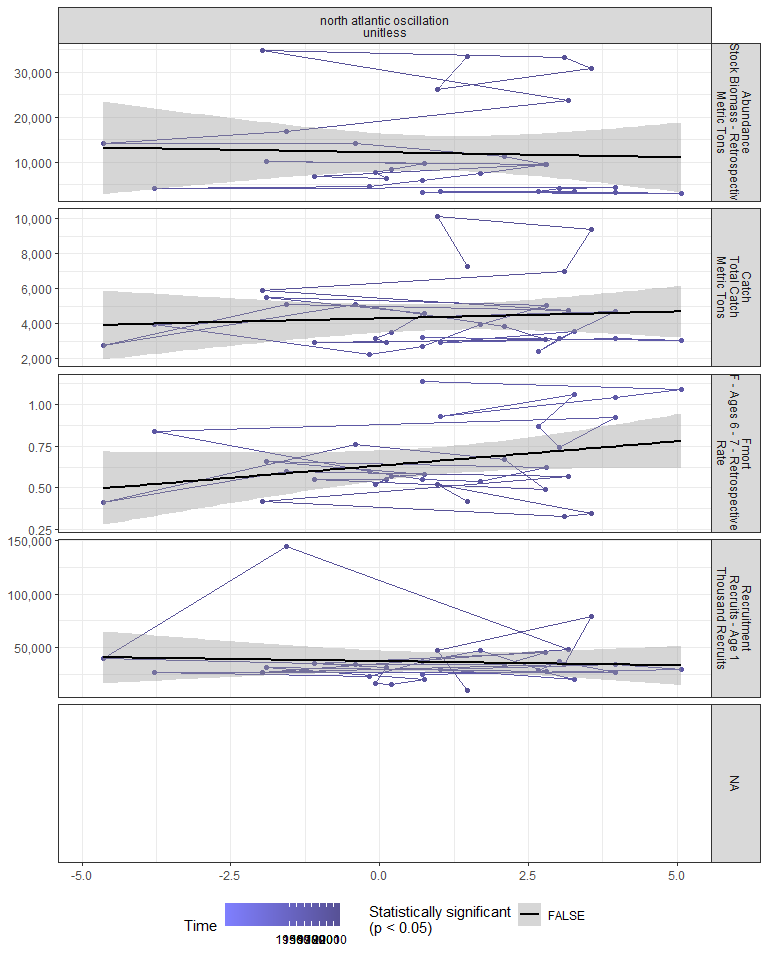 north atlantic oscillation
unitless
30,000
20,000
10,000
Abundance
Stock Biomass - Retrospectiv
Metric Tons
10,000
8,000
6,000
4,000
2,000
Catch
Total Catch
Metric Tons
1.00
0.75
0.50
0.25
Fmort
F - Ages 6 - 7 - Retrospective
Rate
150,000
100,000
50,000
Recruitment
Recruits - Age 1
Thousand Recruits
NA
-5.0
-2.5
0.0
2.5
5.0
Time
Statistically significant
(p < 0.05)
FALSE